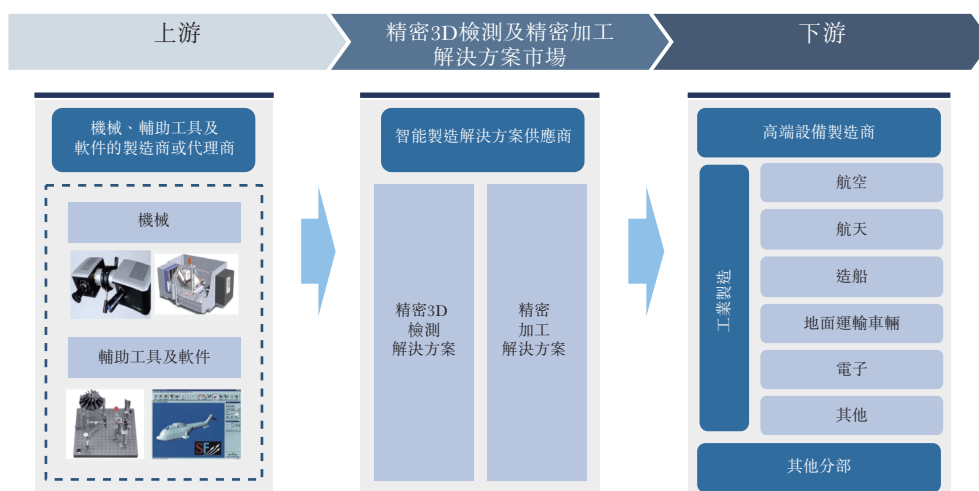 上游
精密3D檢測及精密加工
解決方案市場
下游
機械、輔助工具及
軟件的製造商或代理商
機械
輔助工具及軟件
SF
智能製造解決方案供應商
精密3D
檢測
解決方案
精密
加工
解決方案
高端設備製造商
工業製造
航空
航天
造船
地面運輸車輛
電子
其他
其他分部